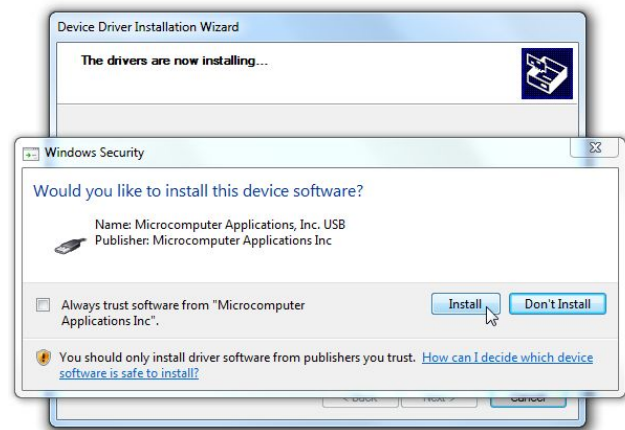 Device Driver Installation Wizard
The drivers are now installing...
Windows Security
Would you like to install this device software?
Name: Microcomputer Applications, Inc. USB
Publisher: Microcomputer Applications Inc
Always trust software from "Microcomputer
Applications Inc".
Install
Don't Install
You should only install driver software from publishers you trust. How can I decide which device
software is safe to install?
< Back
Next >
Cancel